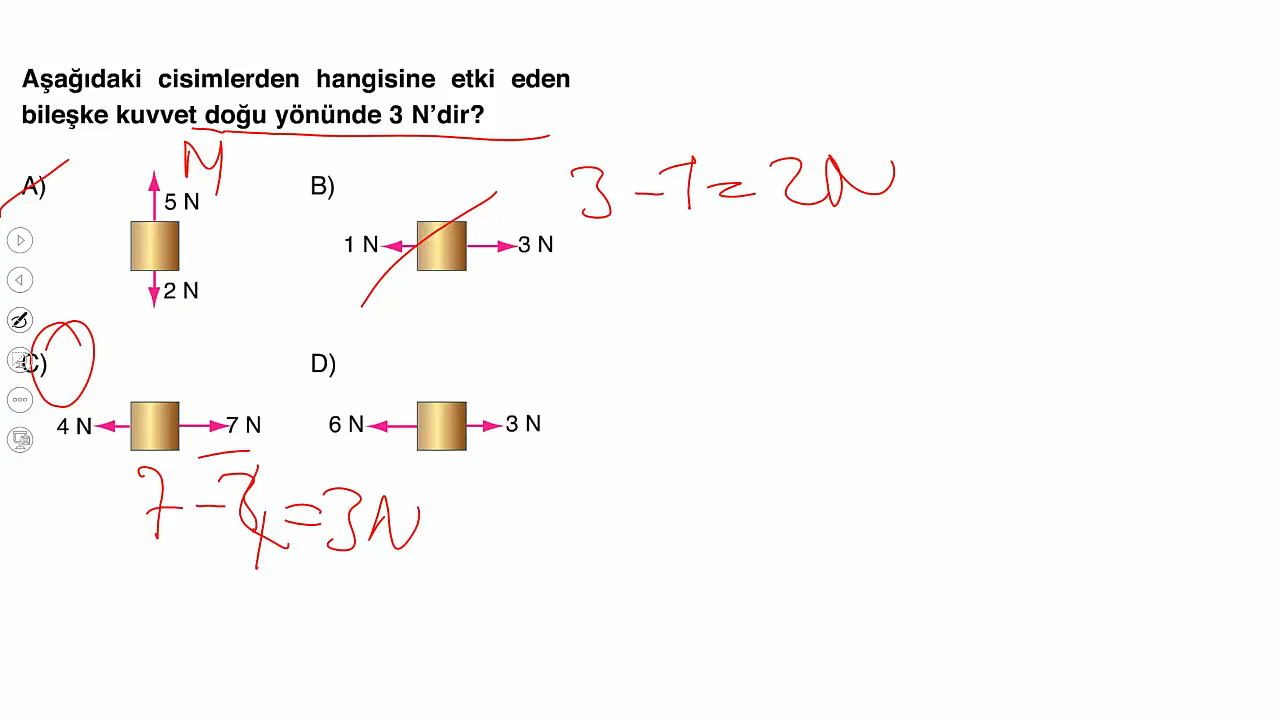 Aşağıdaki cisimlerden hangisine etki eden
bileşke kuvvet doğu yönünde 3 N'dir?
A)
5 N
2 N
B)
1 N
3 N
3 - 1 = 2N
C)
4 N
7 N
7 - = 3N
D)
6 N
3 N